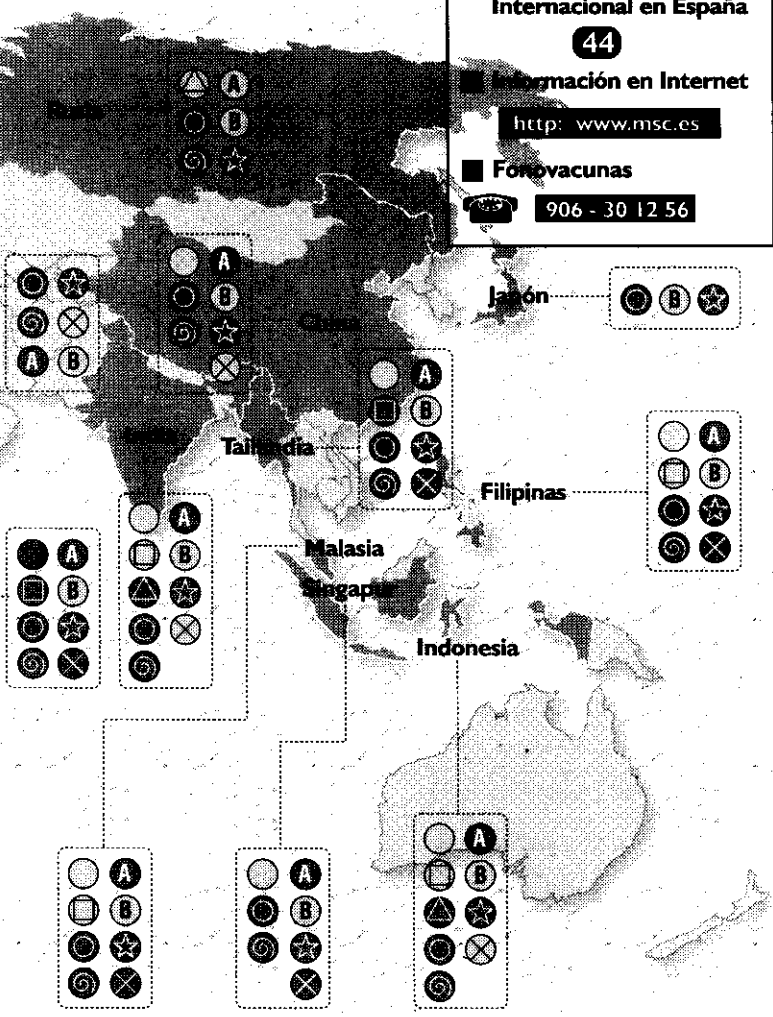 Internacional en España
44
Información en Internet
http: www.msc.es
Fonovacunas
906 - 30 12 56
Rusia
A
B
A
B
China
A
B
Japón
B
India
Tailandia
A
B
Filipinas
A
B
A
B
A
B
Malasia
Singapur
Indonesia
A
B
A
B
A
B